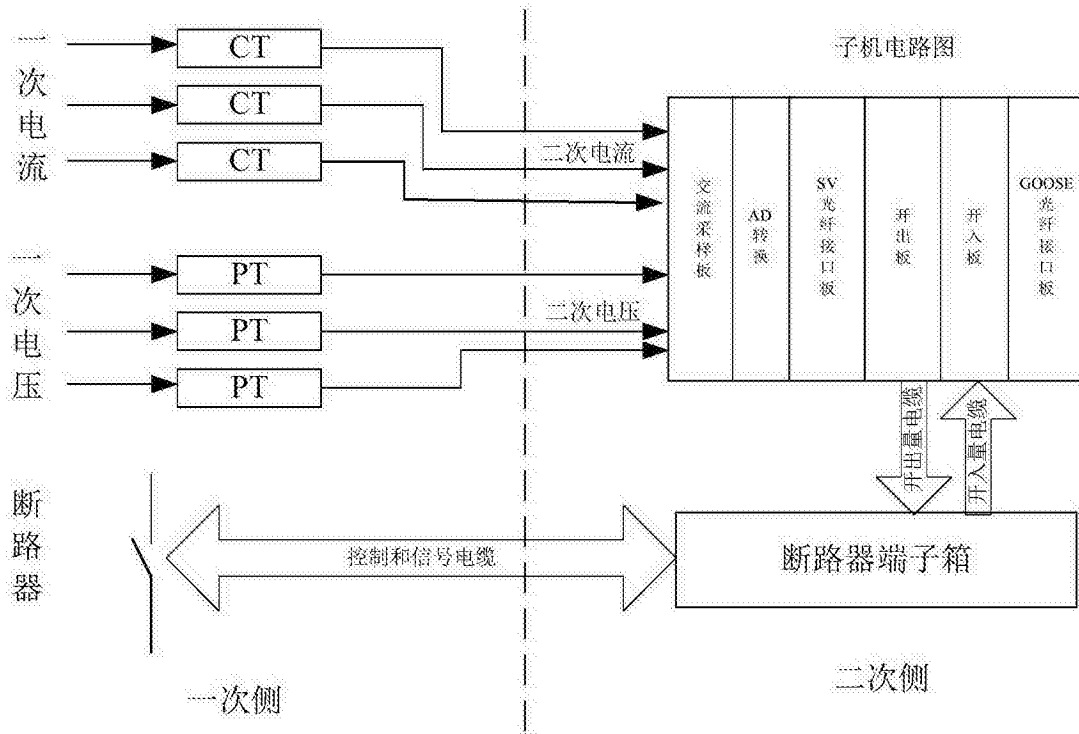 一次电流
CT
CT
CT
二次电流
一次电压
PT
PT
PT
二次电压
子机电路图
交流采样板
AD转换
SV光纤接口板
开出板
开入板
GOOSE光纤接口板
开出量电缆
开入量电缆
断路器
控制和信号电缆
断路器端子箱
一次侧
二次侧